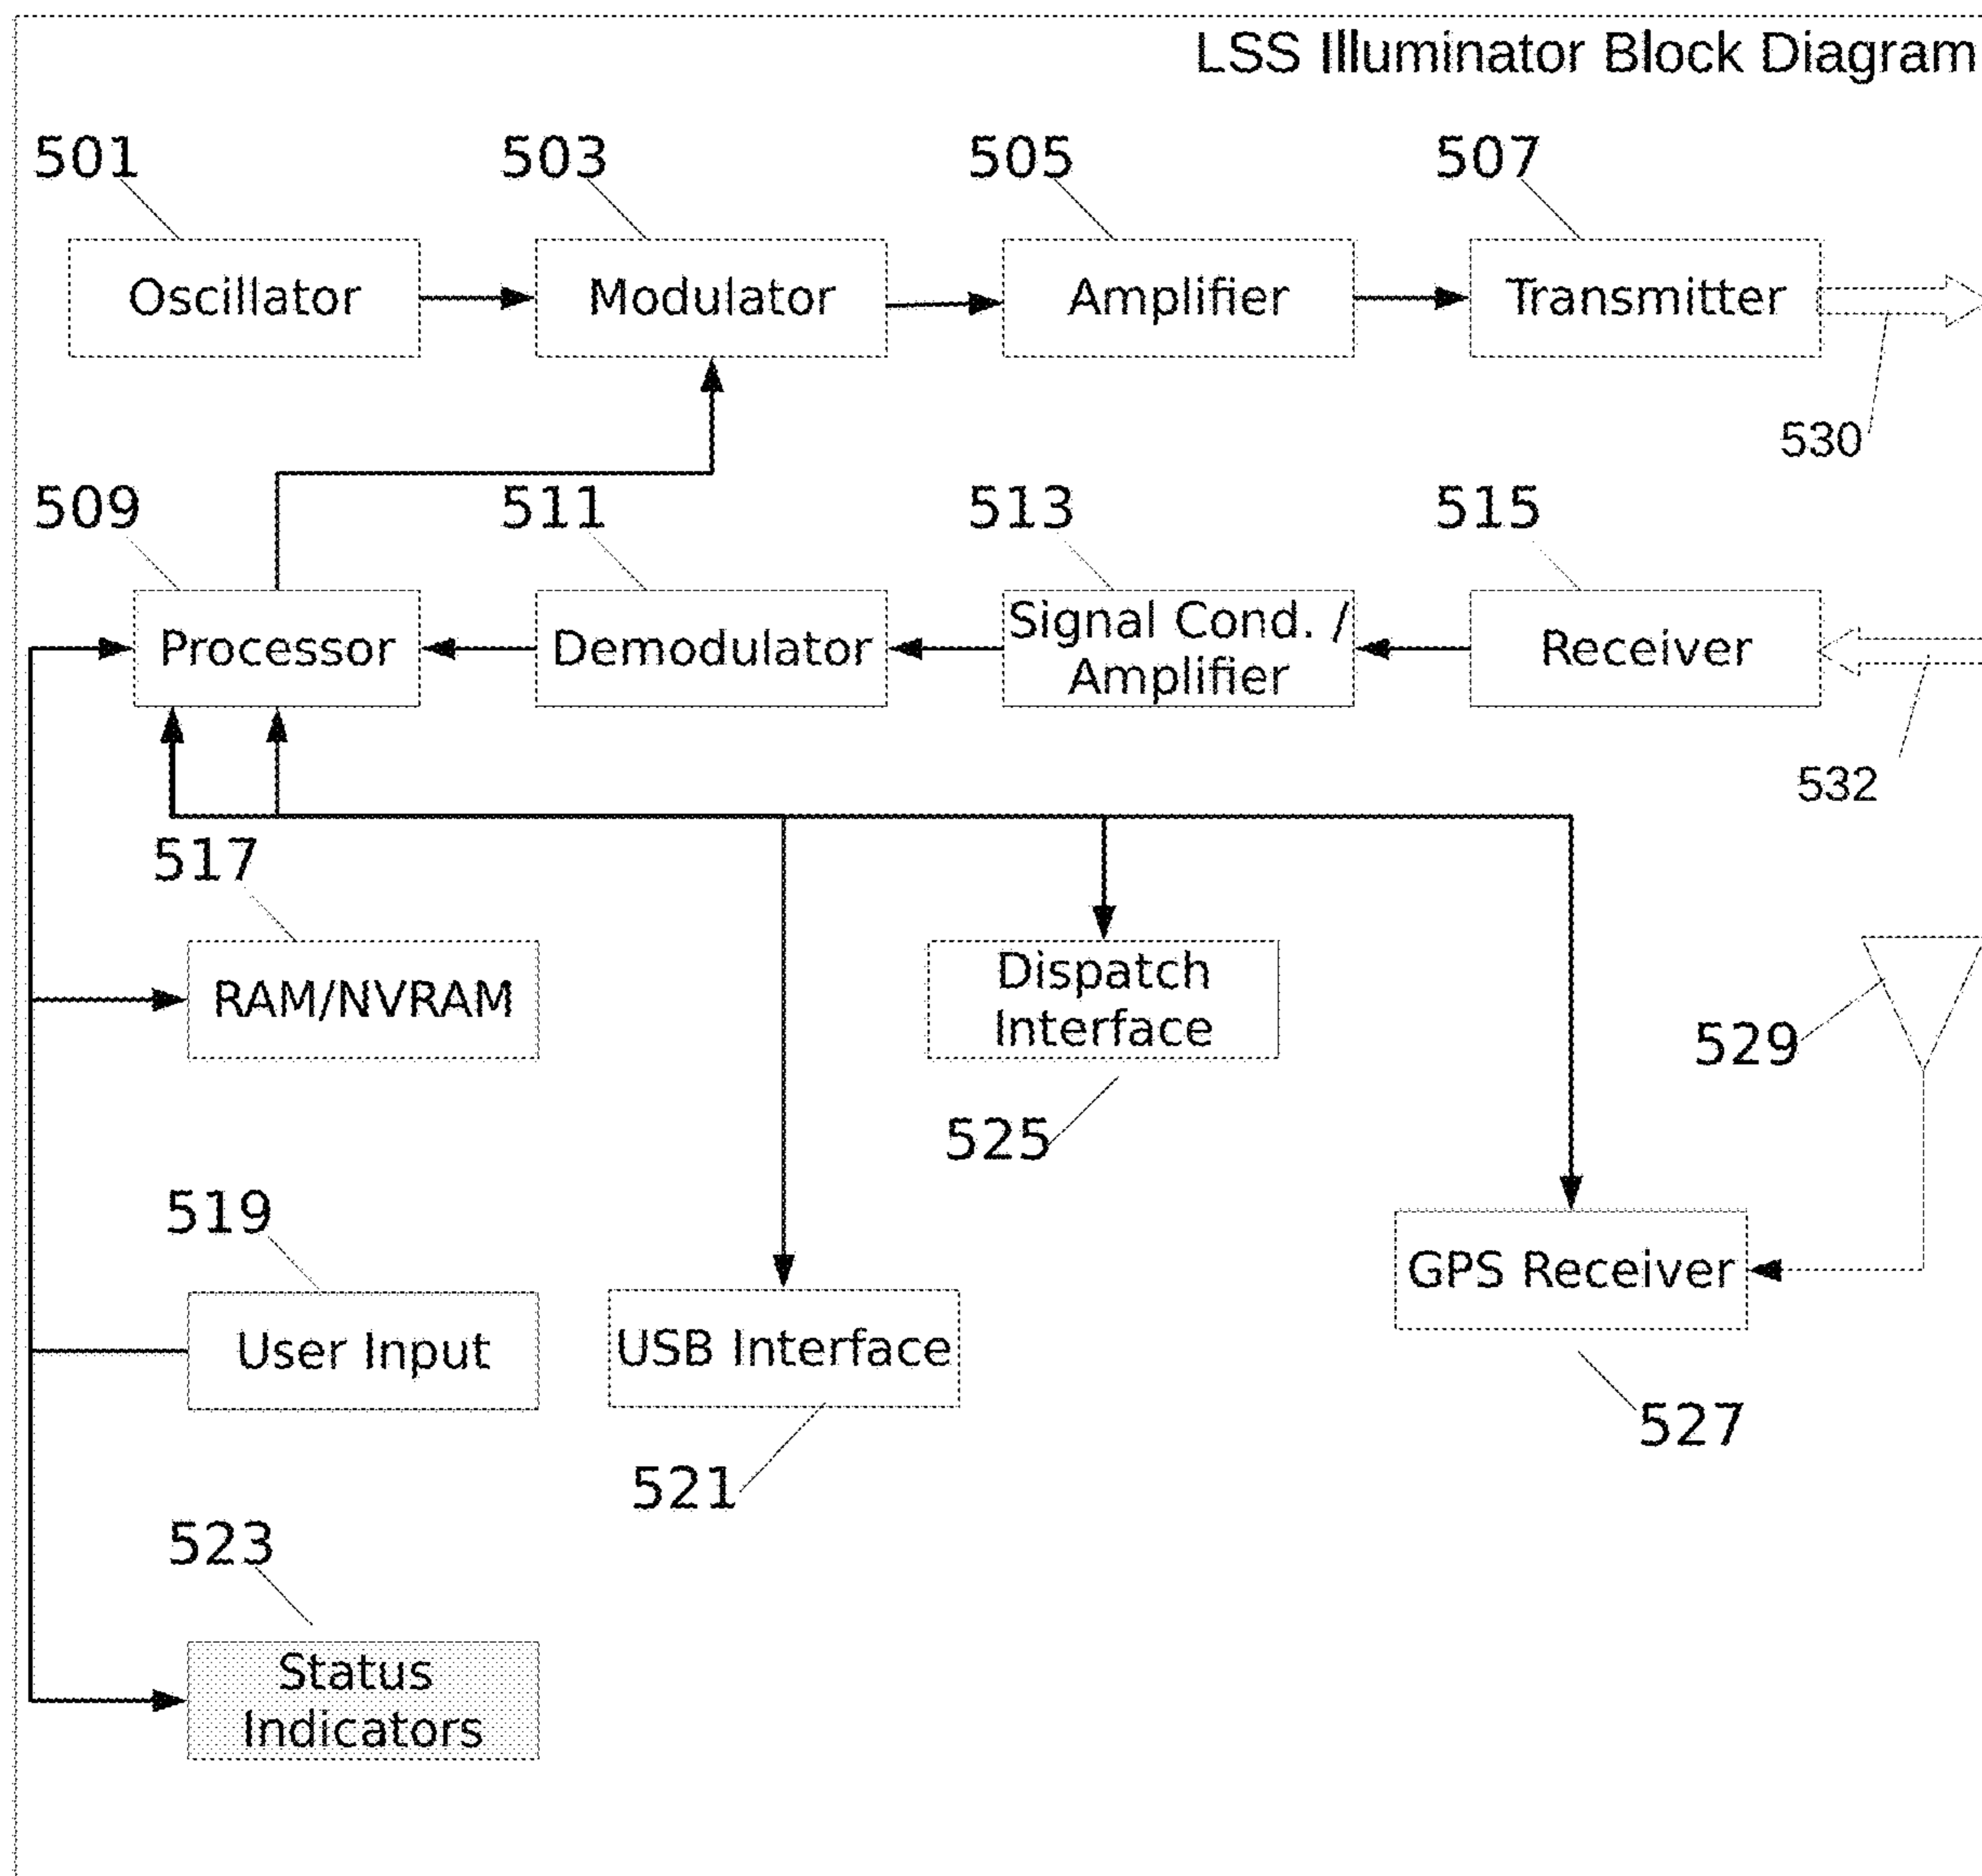 LSS Illuminator Block Diagram
501
503
505
507
Oscillator
Modulator
Amplifier
Transmitter
530
509
511
513
515
Processor
Demodulator
Signal Cond. /
Amplifier
Receiver
532
517
RAM/NVRAM
Dispatch
Interface
529
525
519
User Input
USB Interface
GPS Receiver
527
521
523
Status
Indicators